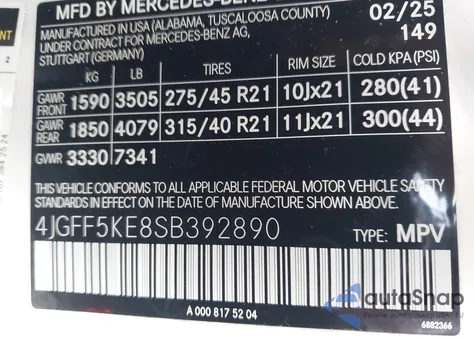 MFD BY MERCEDES-BENZ
MANUFACTURED IN USA (ALABAMA, TUSCALOOSA COUNTY) 02/25
UNDER CONTRACT FOR MERCEDES-BENZ AG, 149
STUTTGART (GERMANY)
KG LB TIRES RIM SIZE COLD KPA (PSI)
GAWR FRONT 1590 3505 275/45 R21 10Jx21 280(41)
GAWR REAR 1850 4079 315/40 R21 11Jx21 300(44)
GVWR 3330 7341
THIS VEHICLE CONFORMS TO ALL APPLICABLE FEDERAL MOTOR VEHICLE SAFETY
STANDARDS IN EFFECT ON THE DATE OF MANUFACTURE SHOWN ABOVE.
4JGFF5KE8SB392890 TYPE: MPV
A 000 817 52 04
6882366
autoSnap